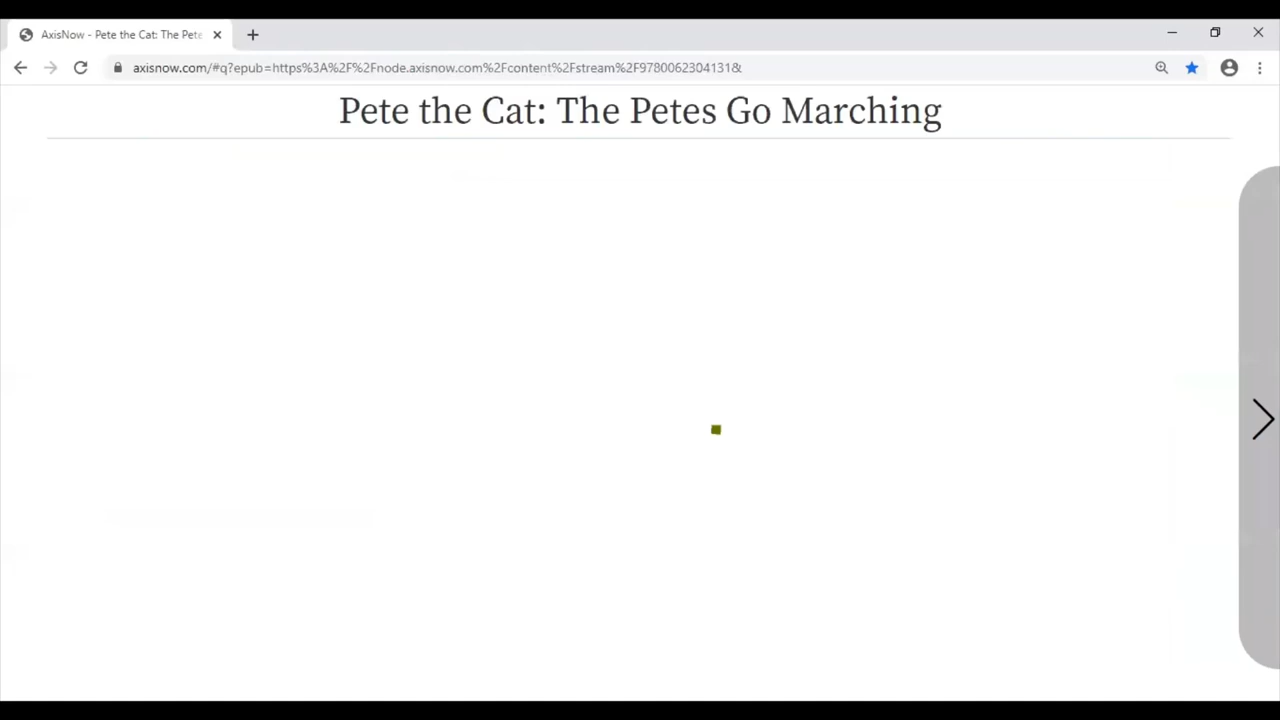 AxisNow - Pete the Cat: The Pete
axisnow.com/#q?epub=https%3A%2F%2Fnode.axisnow.com%2Fcontent%2Fstream%2F9780062304131&
Pete the Cat: The Petes Go Marching